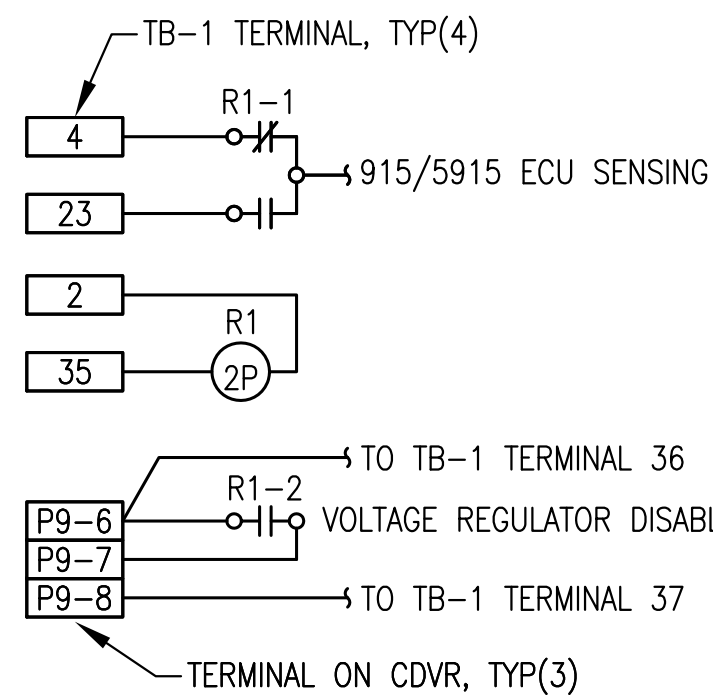 TB-1 TERMINAL, TYP(4)
R1-1
4
915/5915 ECU SENSING
23
2
R1
35
2P
TO TB-1 TERMINAL 36
R1-2
P9-6
VOLTAGE REGULATOR DISABL
P9-7
P9-8
TO TB-1 TERMINAL 37
TERMINAL ON CDVR, TYP(3)